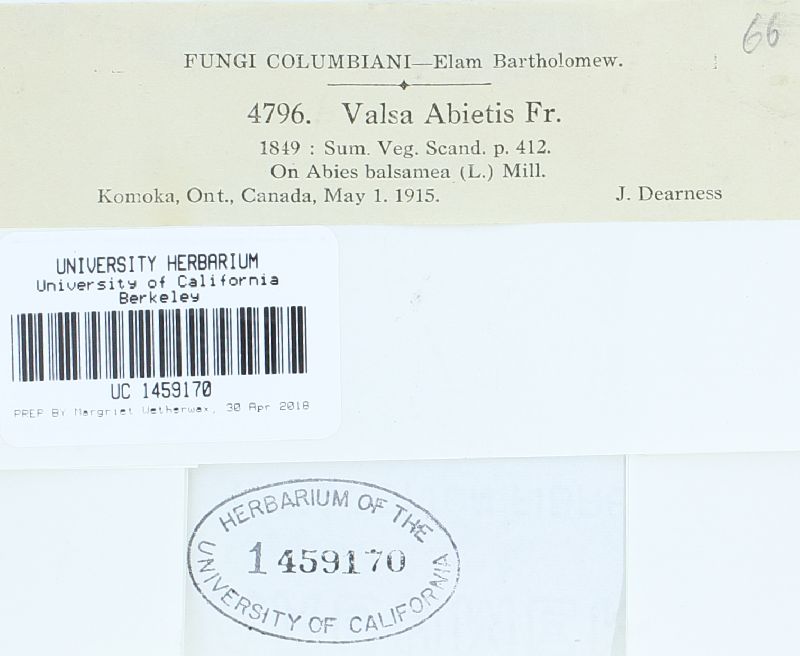 66
FUNGI COLUMBIANI—Elam Bartholomew.
4796. Valsa Abietis Fr.
1849 : Sum. Veg. Scand. p. 412.
On Abies balsamea (L.) Mill.
Komoka, Ont., Canada, May 1. 1915. J. Dearness
UNIVERSITY HERBARIUM
University of California
Berkeley
UC 1459170
PREP BY Margriet Wetherwax, 30 Apr 2018
HERBARIUM OF THE
1459170
UNIVERSITY OF CALIFORNIA